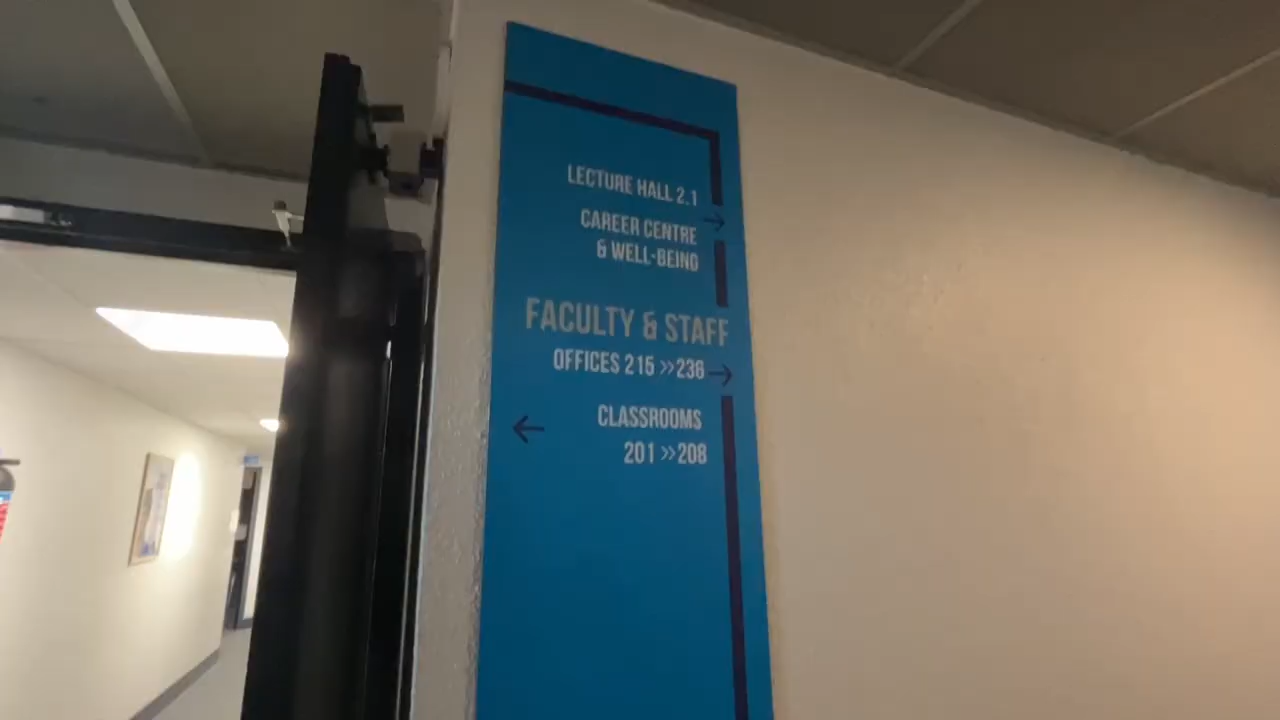 LECTURE HALL 2.1
→
CAREER CENTRE
& WELL-BEING
FACULTY & STAFF
OFFICES 215 »236 →
← CLASSROOMS
201 »208